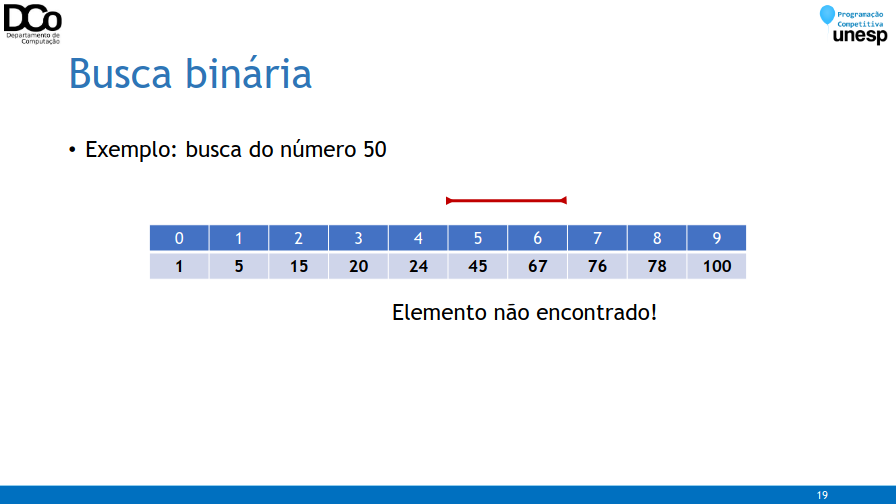 DCo
Departamento de
Computação
Programação
Competitiva
unesp
Busca binária
• Exemplo: busca do número 50
0 1 2 3 4 5 6 7 8 9
1 5 15 20 24 45 67 76 78 100
Elemento não encontrado!
19